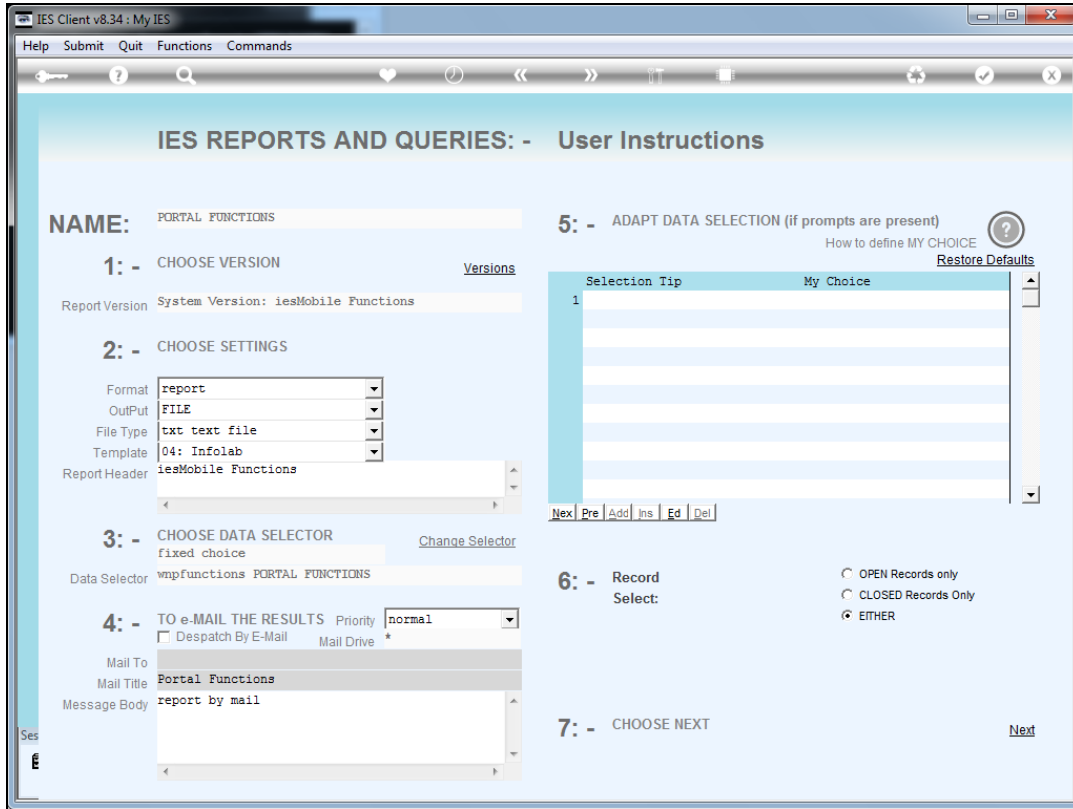 IES Client v8.34 : My IES
Help Submit Quit Functions Commands
IES REPORTS AND QUERIES: - User Instructions
NAME: PORTAL FUNCTIONS
1: - CHOOSE VERSION Versions
Report Version System Version: iesMobile Functions
2: - CHOOSE SETTINGS
Format report
OutPut FILE
File Type txt text file
Template 04: Infolab
Report Header iesMobile Functions
3: - CHOOSE DATA SELECTOR Change Selector
fixed choice
Data Selector wnpfunctions PORTAL FUNCTIONS
4: - TO e-MAIL THE RESULTS Priority normal
Despatch By E-Mail Mail Drive *
Mail To
Mail Title Portal Functions
Message Body report by mail
5: - ADAPT DATA SELECTION (if prompts are present)
How to define MY CHOICE
Restore Defaults
Selection Tip My Choice
1
Nex Pre Add Ins Ed Del
6: - Record Select:
OPEN Records only
CLOSED Records Only
EITHER
7: - CHOOSE NEXT Next
Ses